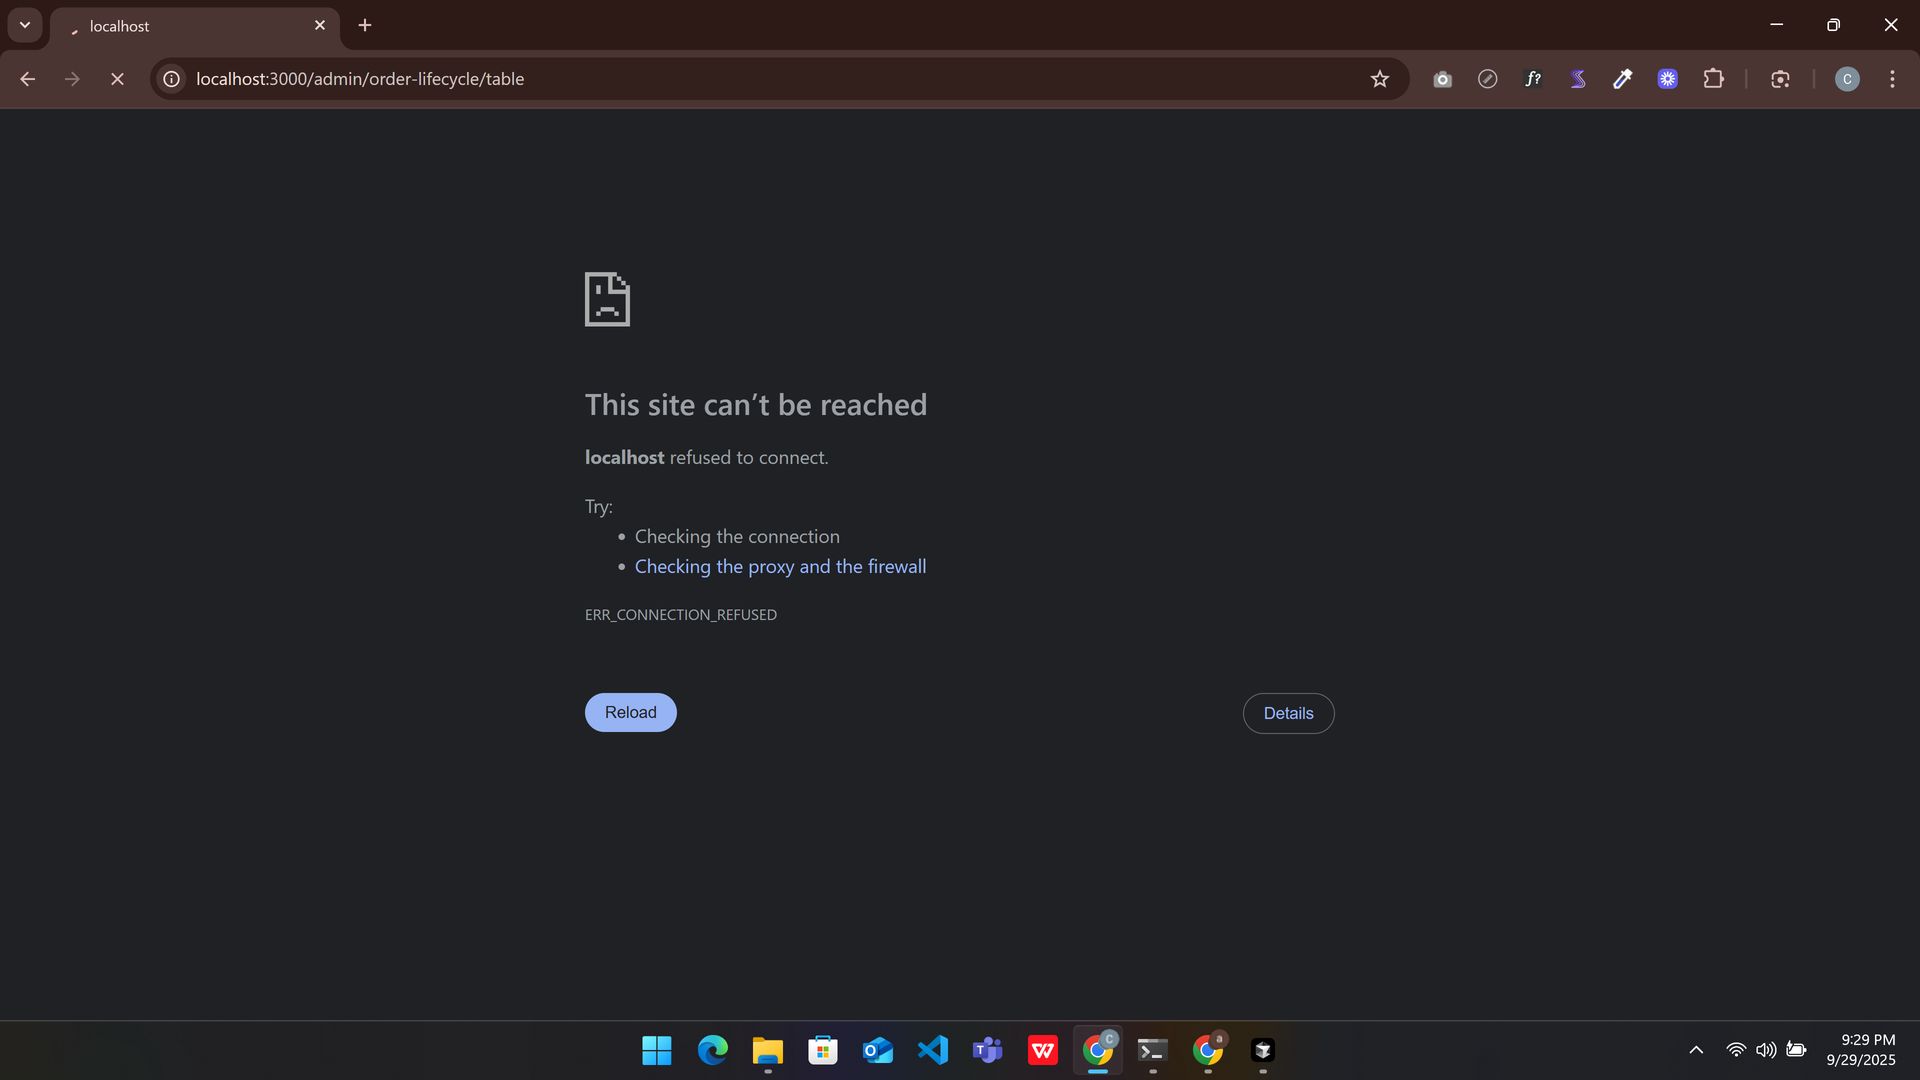 localhost
localhost:3000/admin/order-lifecycle/table
f?
C
This site can’t be reached
localhost refused to connect.
Try:
• Checking the connection
• Checking the proxy and the firewall
ERR_CONNECTION_REFUSED
Reload
Details
C
a
9:29 PM
9/29/2025